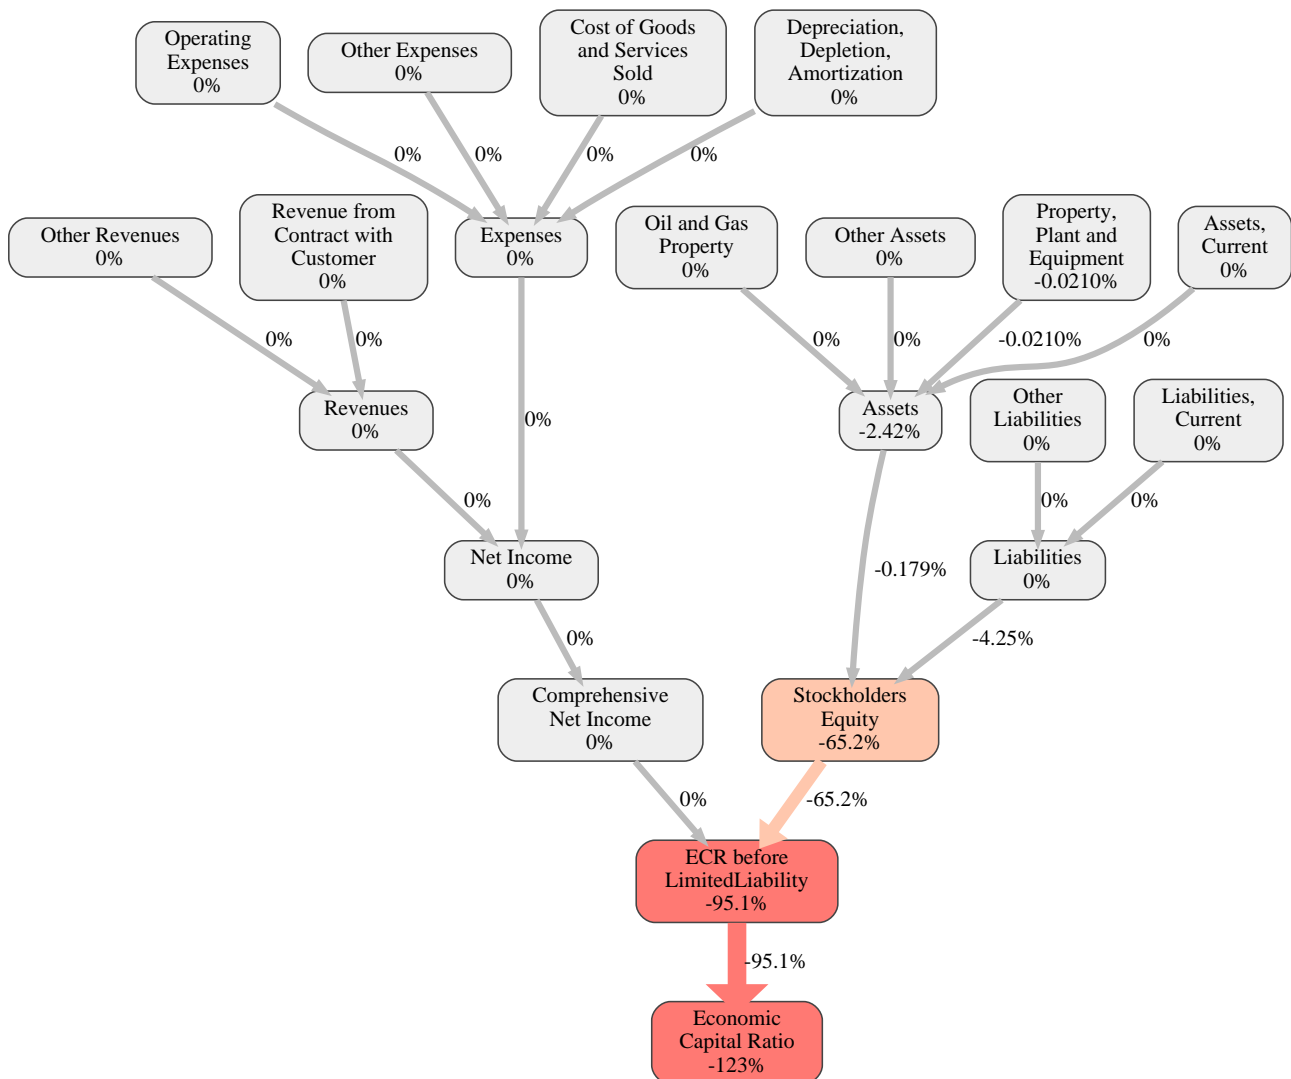 Operating
Expenses
0%
Other Expenses
0%
Cost of Goods
and Services
Sold
0%
Depreciation,
Depletion,
Amortization
0%
0%
0%
0%
0%
Other Revenues
0%
Revenue from
Contract with
Customer
0%
Expenses
0%
Oil and Gas
Property
0%
Other Assets
0%
Property,
Plant and
Equipment
-0.0210%
Assets,
Current
0%
0%
0%
0%
0%
-0.0210%
0%
Revenues
0%
0%
Assets
-2.42%
Other
Liabilities
0%
Liabilities,
Current
0%
0%
0%
0%
Net Income
0%
-0.179%
Liabilities
0%
0%
-4.25%
Comprehensive
Net Income
0%
Stockholders
Equity
-65.2%
0%
-65.2%
ECR before
LimitedLiability
-95.1%
-95.1%
Economic
Capital Ratio
-123%